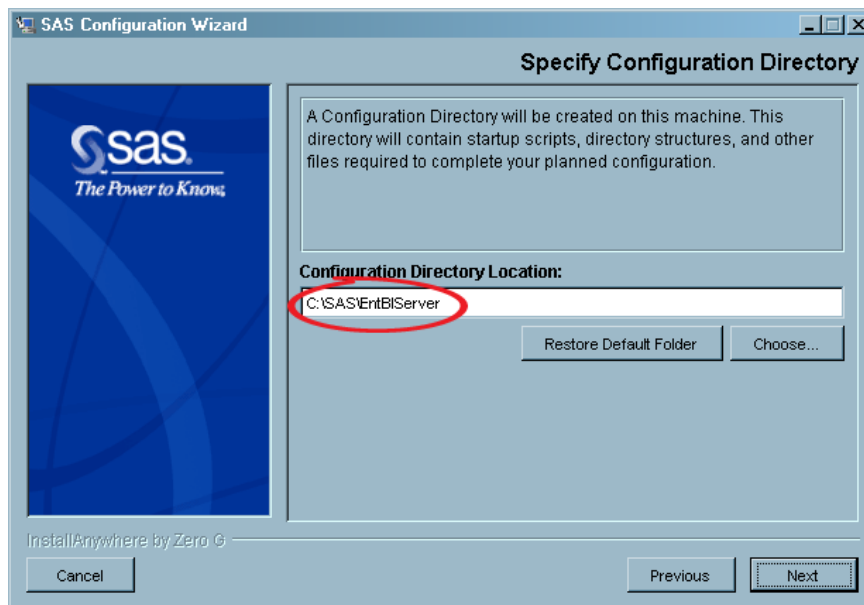 SAS Configuration Wizard
Specify Configuration Directory
sas.
The Power to Know.
A Configuration Directory will be created on this machine. This
directory will contain startup scripts, directory structures, and other
files required to complete your planned configuration.
Configuration Directory Location:
C:\SAS\EntBIServer
Restore Default Folder
Choose...
InstallAnywhere by Zero G
Cancel
Previous
Next